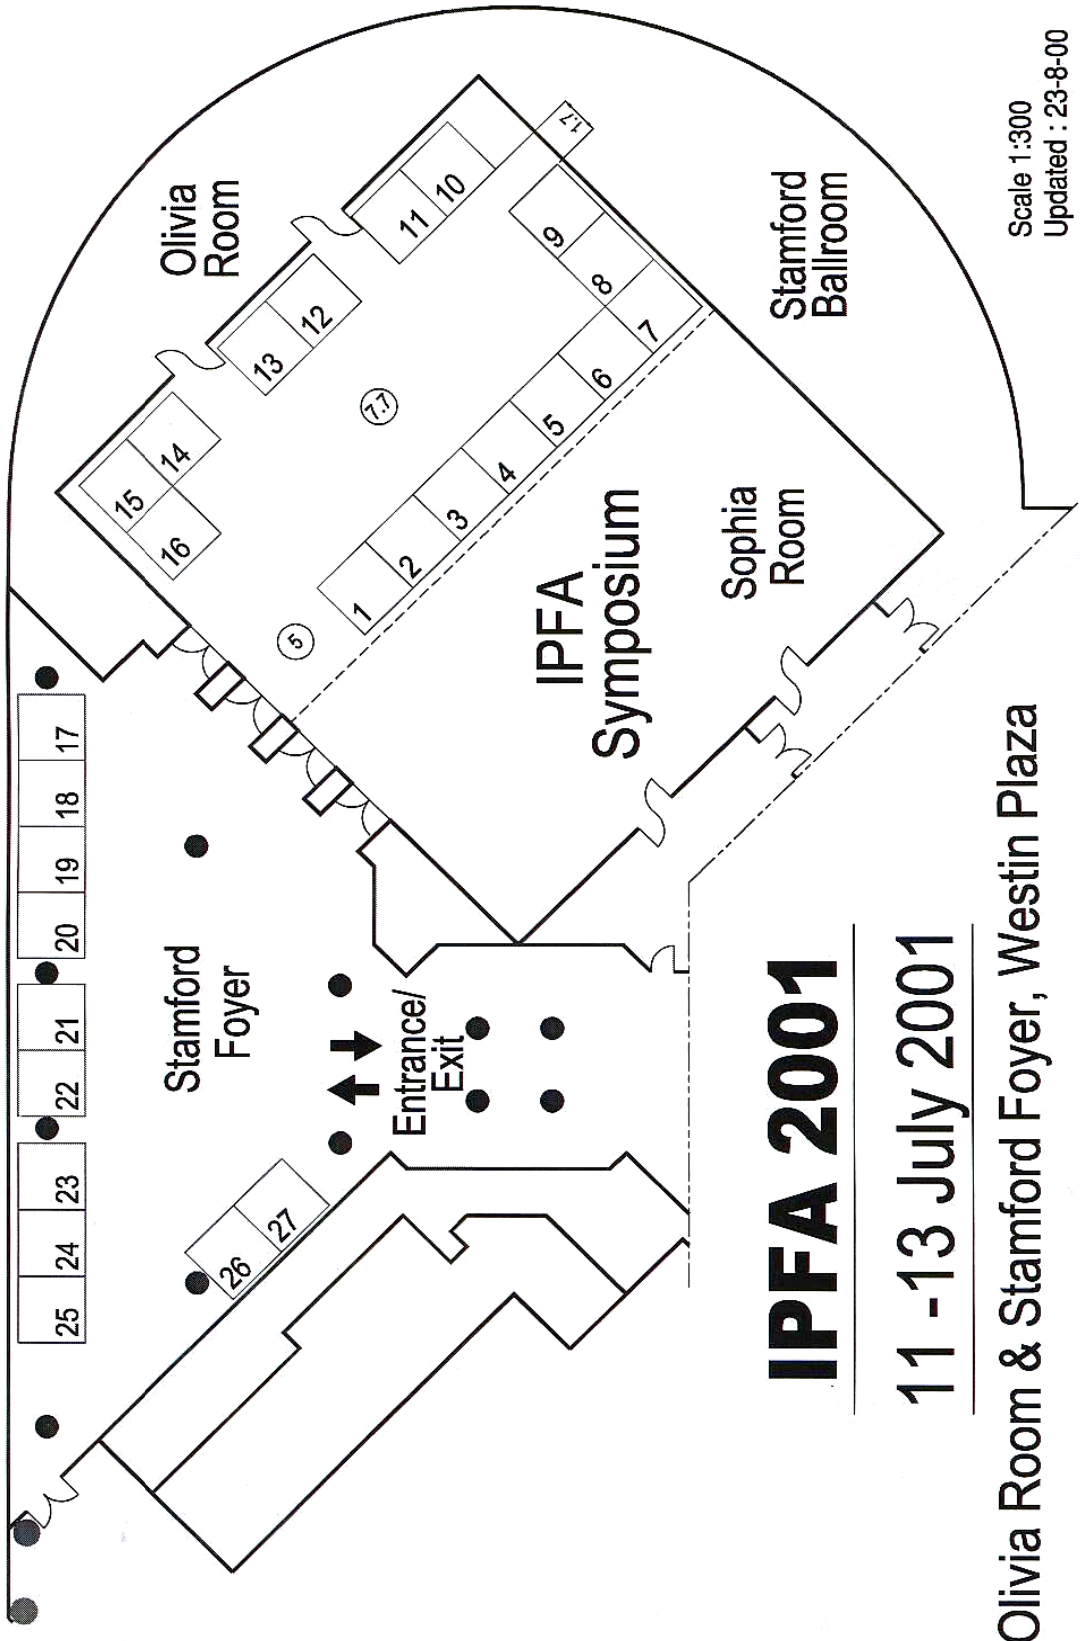 IPFA 2001
11 -13 July 2001
Olivia Room & Stamford Foyer, Westin Plaza
Scale 1:300
Updated : 23-8-00
Olivia
Room
Stamford
Ballroom
Sophia
Room
IPFA
Symposium
Stamford
Foyer
Entrance/
Exit
1
2
3
4
5
6
7
8
9
10
11
12
13
14
15
16
17
18
19
20
21
22
23
24
25
26
27
5
7.7
1.7